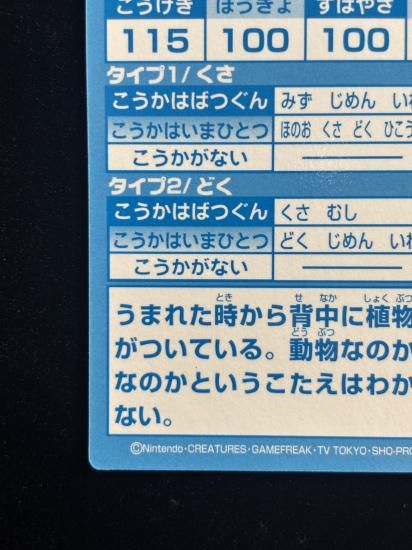 こうげき ぼうぎょ すばやさ
115 100 100
タイプ1/くさ
こうかはばつぐん みず じめん いわ
こうかはいまひとつ ほのお くさ どく ひこう
こうかがない
タイプ2/どく
こうかはばつぐん くさ むし
こうかはいまひとつ どく じめん いわ
こうかがない
うまれた時から背中に植物
がついている。動物なのか
なのかというこたえはわか
ない。
©Nintendo・CREATURES・GAMEFREAK・TV TOKYO・SHO-PRO